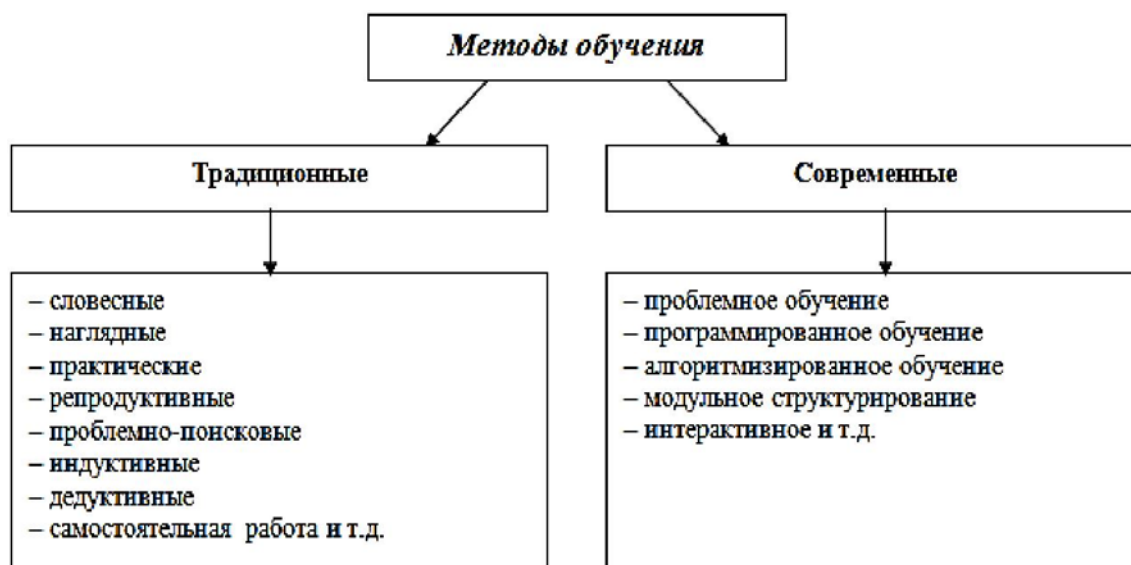 Методы обучения
Традиционные
Современные
– словесные
– наглядные
– практические
– репродуктивные
– проблемно-поисковые
– индуктивные
– дедуктивные
– самостоятельная работа и т.д.
– проблемное обучение
– программированное обучение
– алгоритмизированное обучение
– модульное структурирование
– интерактивное и т.д.